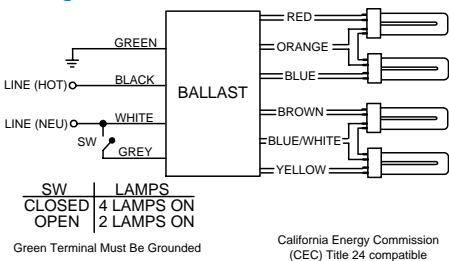 RED
GREEN
ORANGE
LINE (HOT)
BLACK
BLUE
BALLAST
LINE (NEU)
WHITE
BROWN
SW
BLUE/WHITE
GREY
YELLOW
SW LAMPS
CLOSED 4 LAMPS ON
OPEN 2 LAMPS ON
Green Terminal Must Be Grounded
California Energy Commission
(CEC) Title 24 compatible